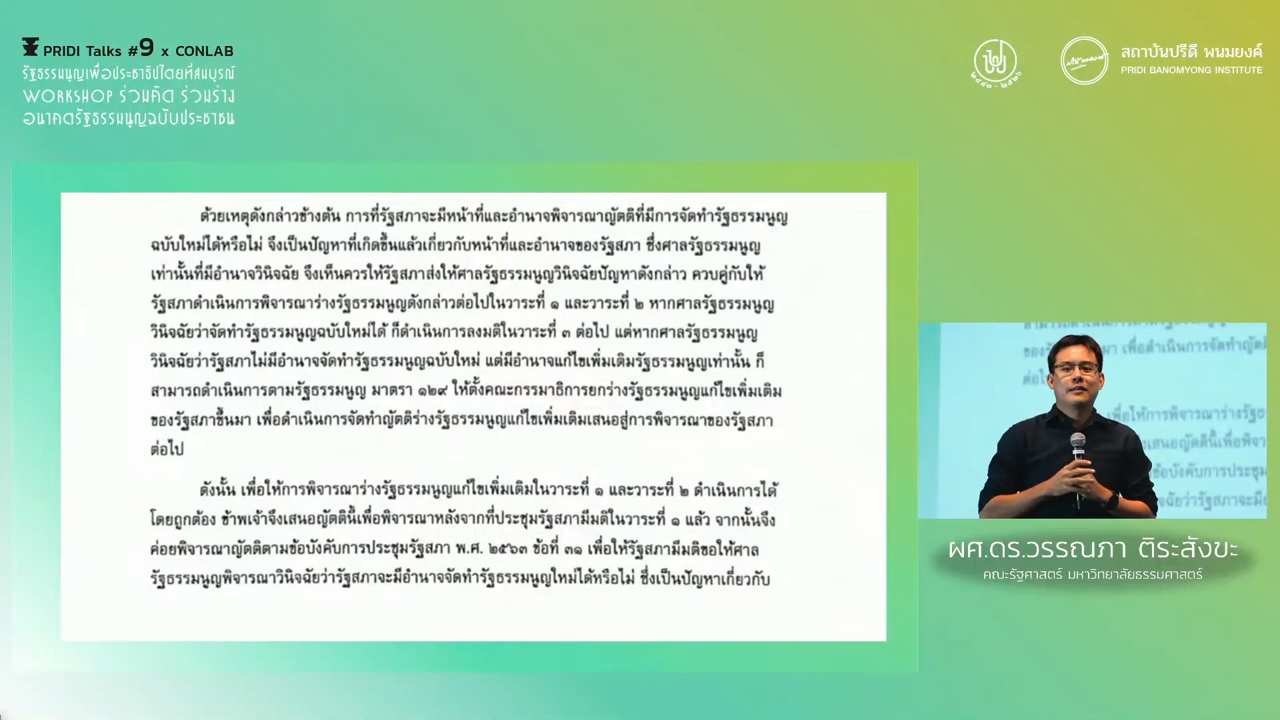 PRIDI Talks #9 x CONLAB
รัฐธรรมนูญเพื่อประชาธิปไตยที่สมบูรณ์
WORKSHOP ร่วมคิด ร่วมร่าง
อนาคตรัฐธรรมนูญฉบับประชาชน
สถาบันปรีดี พนมยงค์
PRIDI BANOMYONG INSTITUTE
ด้วยเหตุดังกล่าวข้างต้น การที่รัฐสภาจะมีหน้าที่และอำนาจพิจารณาญัตติที่มีการจัดทำรัฐธรรมนูญ
ฉบับใหม่ได้หรือไม่ จึงเป็นปัญหาที่เกิดขึ้นแล้วเกี่ยวกับหน้าที่และอำนาจของรัฐสภา ซึ่งศาลรัฐธรรมนูญ
เท่านั้นที่มีอำนาจวินิจฉัย จึงเห็นควรให้รัฐสภาส่งให้ศาลรัฐธรรมนูญวินิจฉัยปัญหาดังกล่าว ควบคู่กับให้
รัฐสภาดำเนินการพิจารณาร่างรัฐธรรมนูญดังกล่าวต่อไปในวาระที่ ๑ และวาระที่ ๒ หากศาลรัฐธรรมนูญ
วินิจฉัยว่าจัดทำรัฐธรรมนูญฉบับใหม่ได้ ก็ดำเนินการลงมติในวาระที่ ๓ ต่อไป แต่หากศาลรัฐธรรมนูญ
วินิจฉัยว่ารัฐสภาไม่มีอำนาจจัดทำรัฐธรรมนูญฉบับใหม่ แต่มีอำนาจแก้ไขเพิ่มเติมรัฐธรรมนูญเท่านั้น ก็
สามารถดำเนินการตามรัฐธรรมนูญ มาตรา ๑๒๙ ให้ตั้งคณะกรรมาธิการยกร่างรัฐธรรมนูญแก้ไขเพิ่มเติม
ของรัฐสภาขึ้นมา เพื่อดำเนินการจัดทำญัตติร่างรัฐธรรมนูญแก้ไขเพิ่มเติมเสนอสู่การพิจารณาของรัฐสภา
ต่อไป
ดังนั้น เพื่อให้การพิจารณาร่างรัฐธรรมนูญแก้ไขเพิ่มเติมในวาระที่ ๑ และวาระที่ ๒ ดำเนินการได้
โดยถูกต้อง ข้าพเจ้าจึงเสนอญัตตินี้เพื่อพิจารณาหลังจากที่ประชุมรัฐสภามีมติในวาระที่ ๑ แล้ว จากนั้นจึง
ค่อยพิจารณาญัตติตามข้อบังคับการประชุมรัฐสภา พ.ศ. ๒๕๖๓ ข้อที่ ๓๑ เพื่อให้รัฐสภามีมติขอให้ศาล
รัฐธรรมนูญพิจารณาวินิจฉัยว่ารัฐสภาจะมีอำนาจจัดทำรัฐธรรมนูญใหม่ได้หรือไม่ ซึ่งเป็นปัญหาเกี่ยวกับ
ผศ.ดร.วรรณภา ติระสังขะ
คณะรัฐศาสตร์ มหาวิทยาลัยธรรมศาสตร์